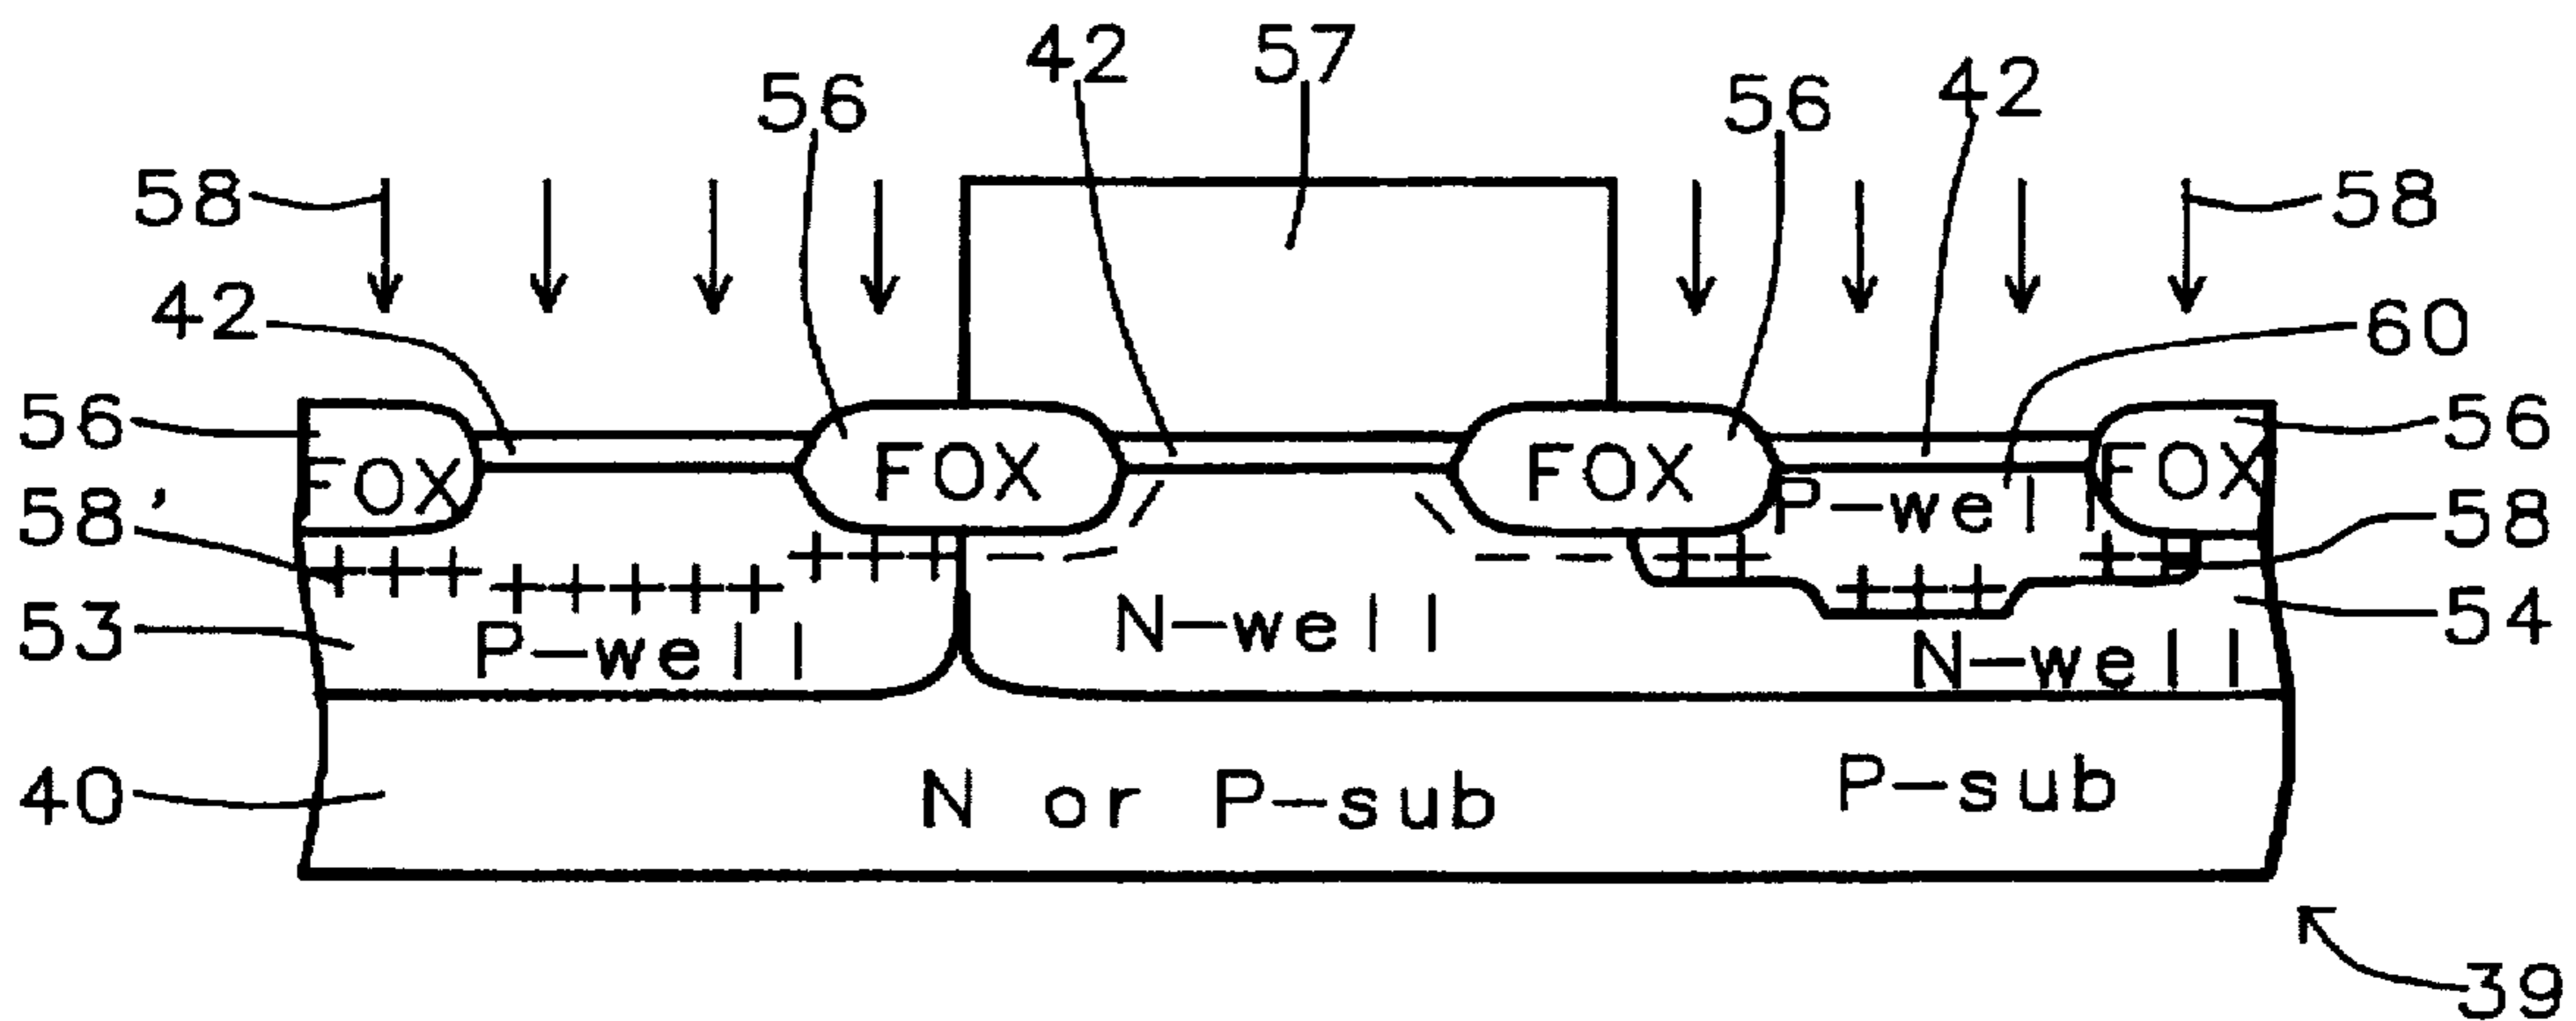 42 57
56 56 42
58 58
42 60
56 FOX FOX FOX FOX 56
58' P-well 58
53 P-well N-well N-well 54
40 N or P-sub P-sub
39